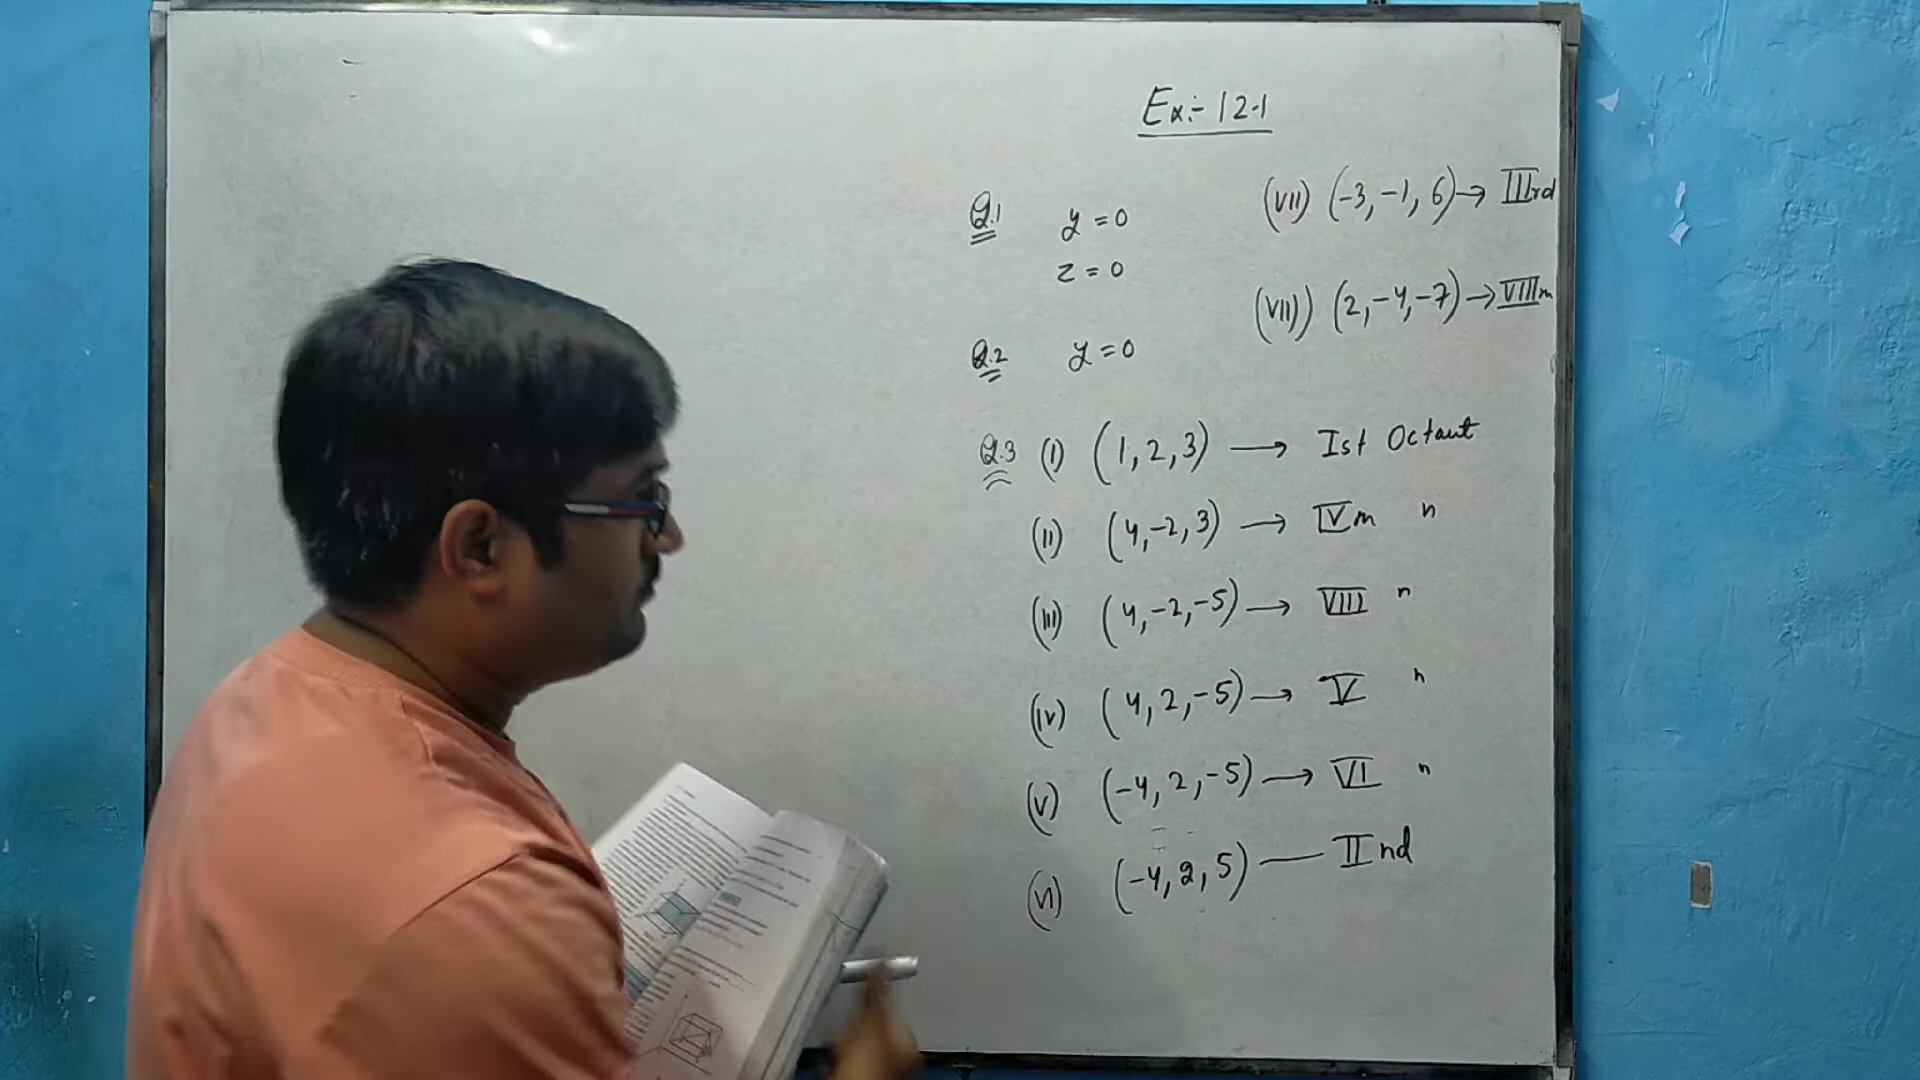 Ex:- 12.1
Q.1 y = 0
z = 0
Q.2 y = 0
Q.3 (I) (1, 2, 3) → Ist Octant
(II) (4, -2, 3) → IVth "
(III) (4, -2, -5) → VIII "
(IV) (4, 2, -5) → V "
(V) (-4, 2, -5) → VI "
(VI) (-4, 2, 5) — IInd
(VII) (-3, -1, 6) → IIIrd
(VII) (2, -4, -7) → VIIIth